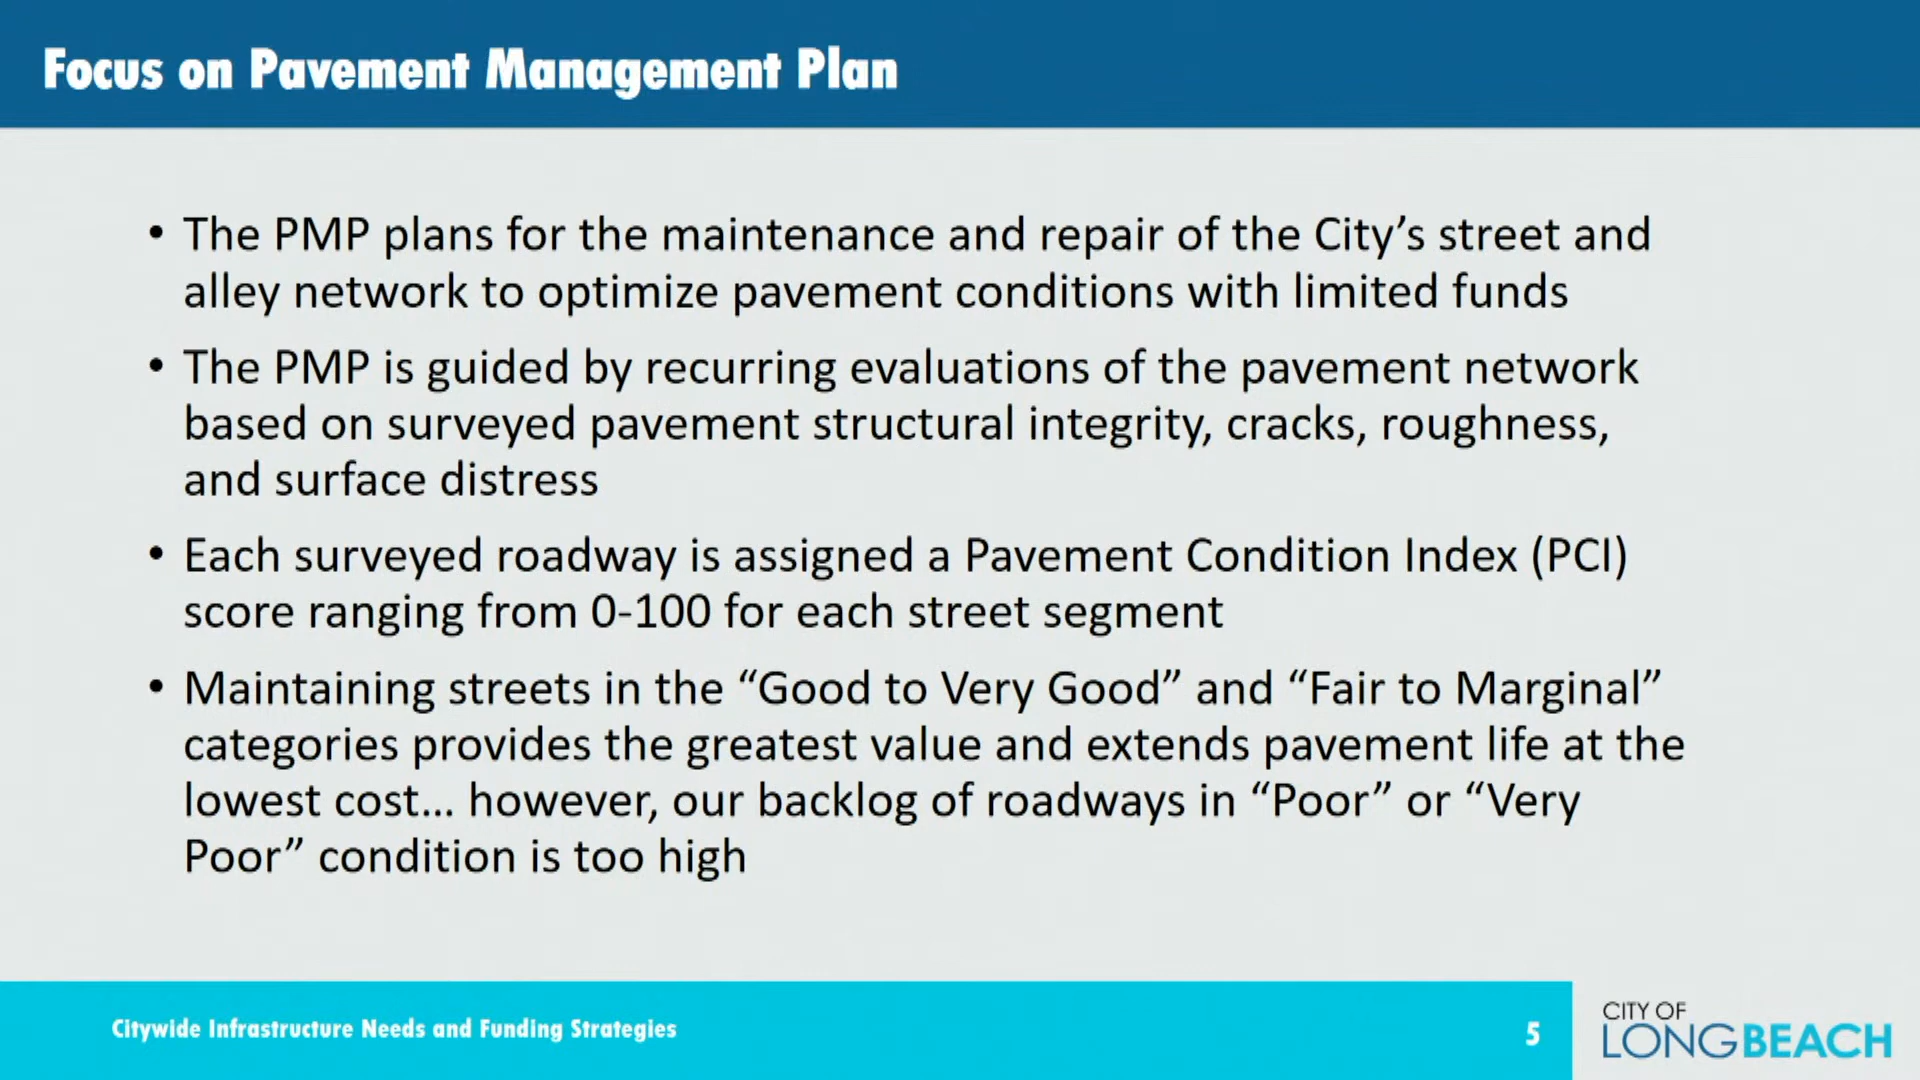 Focus on Pavement Management Plan
• The PMP plans for the maintenance and repair of the City’s street and
alley network to optimize pavement conditions with limited funds
• The PMP is guided by recurring evaluations of the pavement network
based on surveyed pavement structural integrity, cracks, roughness,
and surface distress
• Each surveyed roadway is assigned a Pavement Condition Index (PCI)
score ranging from 0-100 for each street segment
• Maintaining streets in the “Good to Very Good” and “Fair to Marginal”
categories provides the greatest value and extends pavement life at the
lowest cost... however, our backlog of roadways in “Poor” or “Very
Poor” condition is too high
Citywide Infrastructure Needs and Funding Strategies
5
CITY OF
LONGBEACH